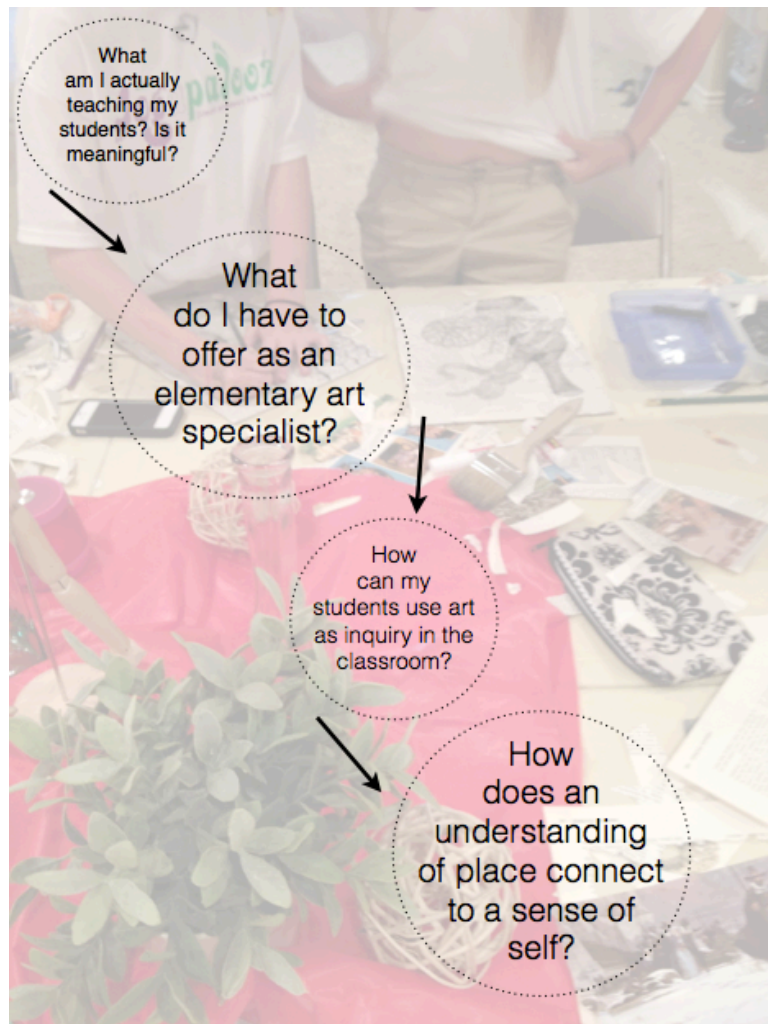 What
am I actually
teaching my
students? Is it
meaningful?
What
do I have to
offer as an
elementary art
specialist?
How
can my
students use art
as inquiry in the
classroom?
How
does an
understanding
of place connect
to a sense of
self?